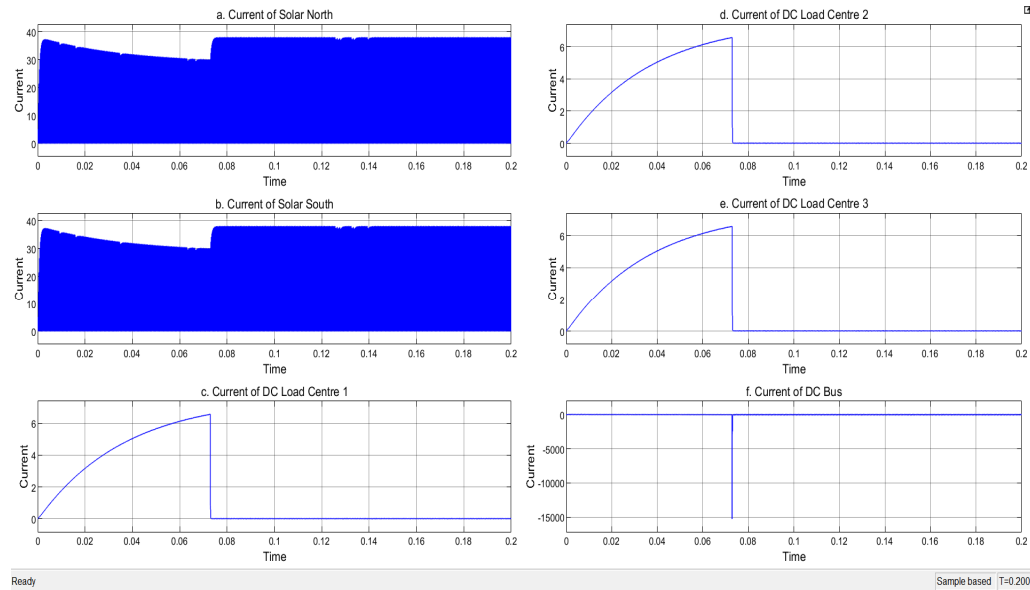 a. Current of Solar North
Current
40
30
20
10
0
0 0.02 0.04 0.06 0.08 0.1 0.12 0.14 0.16 0.18 0.2
Time
b. Current of Solar South
Current
40
30
20
10
0
0 0.02 0.04 0.06 0.08 0.1 0.12 0.14 0.16 0.18 0.2
Time
c. Current of DC Load Centre 1
Current
6
4
2
0
0 0.02 0.04 0.06 0.08 0.1 0.12 0.14 0.16 0.18 0.2
Time
d. Current of DC Load Centre 2
Current
6
4
2
0
0 0.02 0.04 0.06 0.08 0.1 0.12 0.14 0.16 0.18 0.2
Time
e. Current of DC Load Centre 3
Current
6
4
2
0
0 0.02 0.04 0.06 0.08 0.1 0.12 0.14 0.16 0.18 0.2
Time
f. Current of DC Bus
Current
0
-5000
-10000
-15000
0 0.02 0.04 0.06 0.08 0.1 0.12 0.14 0.16 0.18 0.2
Time
Ready
Sample based T=0.200